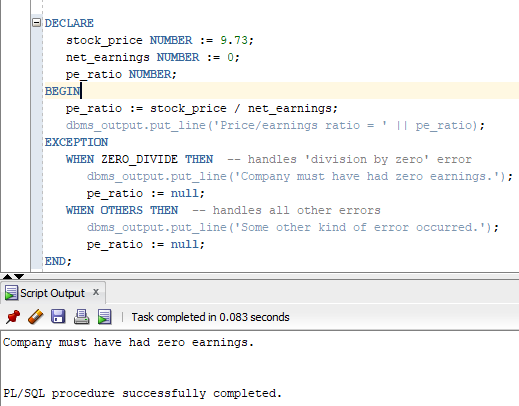 DECLARE
stock_price NUMBER := 9.73;
net_earnings NUMBER := 0;
pe_ratio NUMBER;
BEGIN
pe_ratio := stock_price / net_earnings;
dbms_output.put_line('Price/earnings ratio = ' || pe_ratio);
EXCEPTION
WHEN ZERO_DIVIDE THEN  -- handles 'division by zero' error
dbms_output.put_line('Company must have had zero earnings.');
pe_ratio := null;
WHEN OTHERS THEN  -- handles all other errors
dbms_output.put_line('Some other kind of error occurred.');
pe_ratio := null;
END;
Script Output x
Task completed in 0.083 seconds
Company must have had zero earnings.
PL/SQL procedure successfully completed.